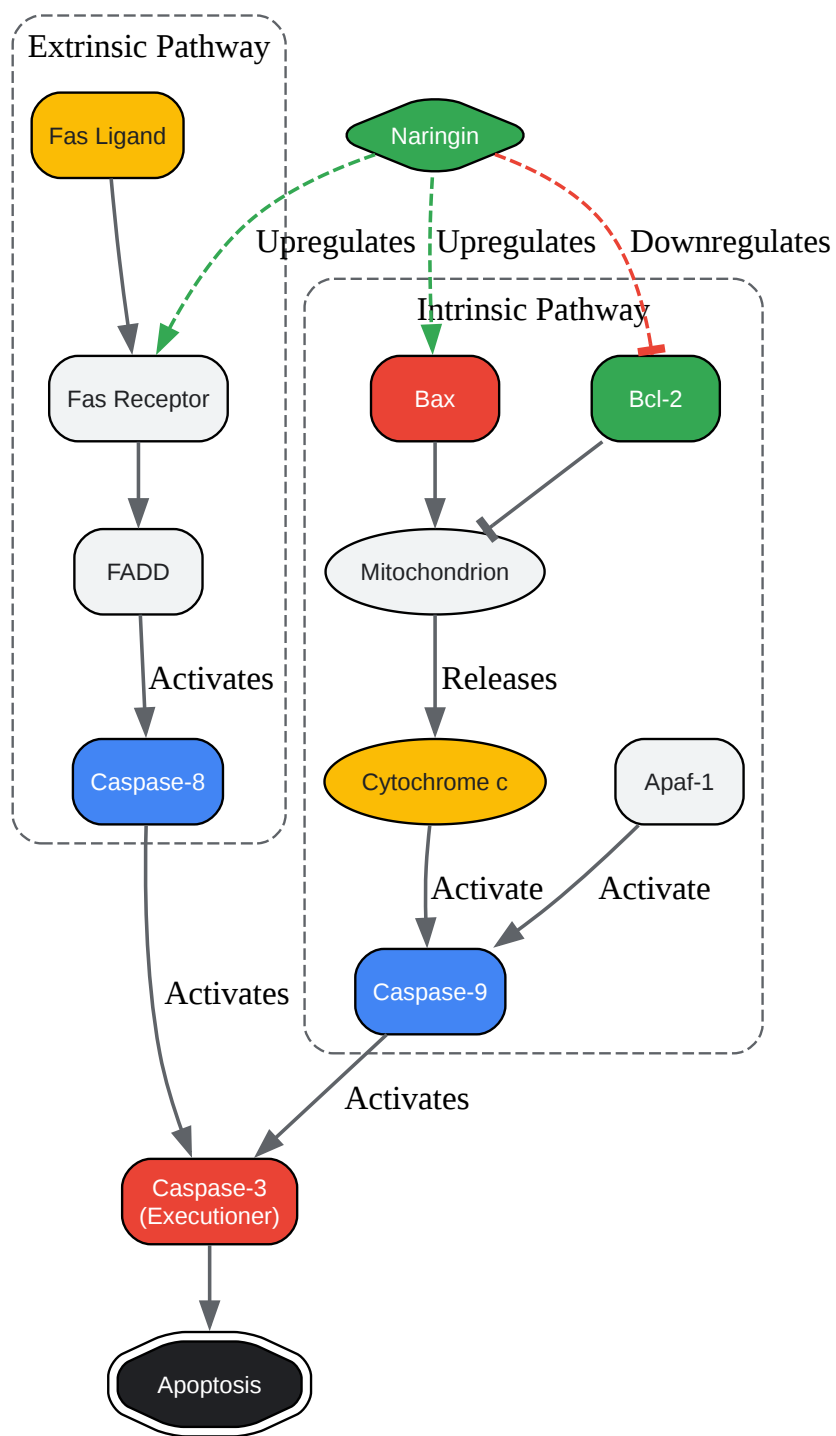 Extrinsic Pathway
Fas Ligand
Naringin
Upregulates
Upregulates
Downregulates
Intrinsic Pathway
Fas Receptor
Bax
Bcl-2
FADD
Mitochondrion
Activates
Releases
Caspase-8
Cytochrome c
Apaf-1
Activate
Activate
Activates
Caspase-9
Activates
Caspase-3
(Executioner)
Apoptosis